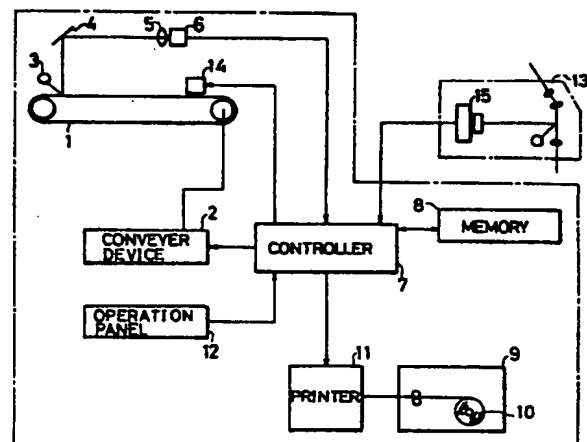 4
5
6
3
14
1
13
15
2
CONVEYER
DEVICE
CONTROLLER
7
8
MEMORY
OPERATION
PANEL
12
11
PRINTER
9
10